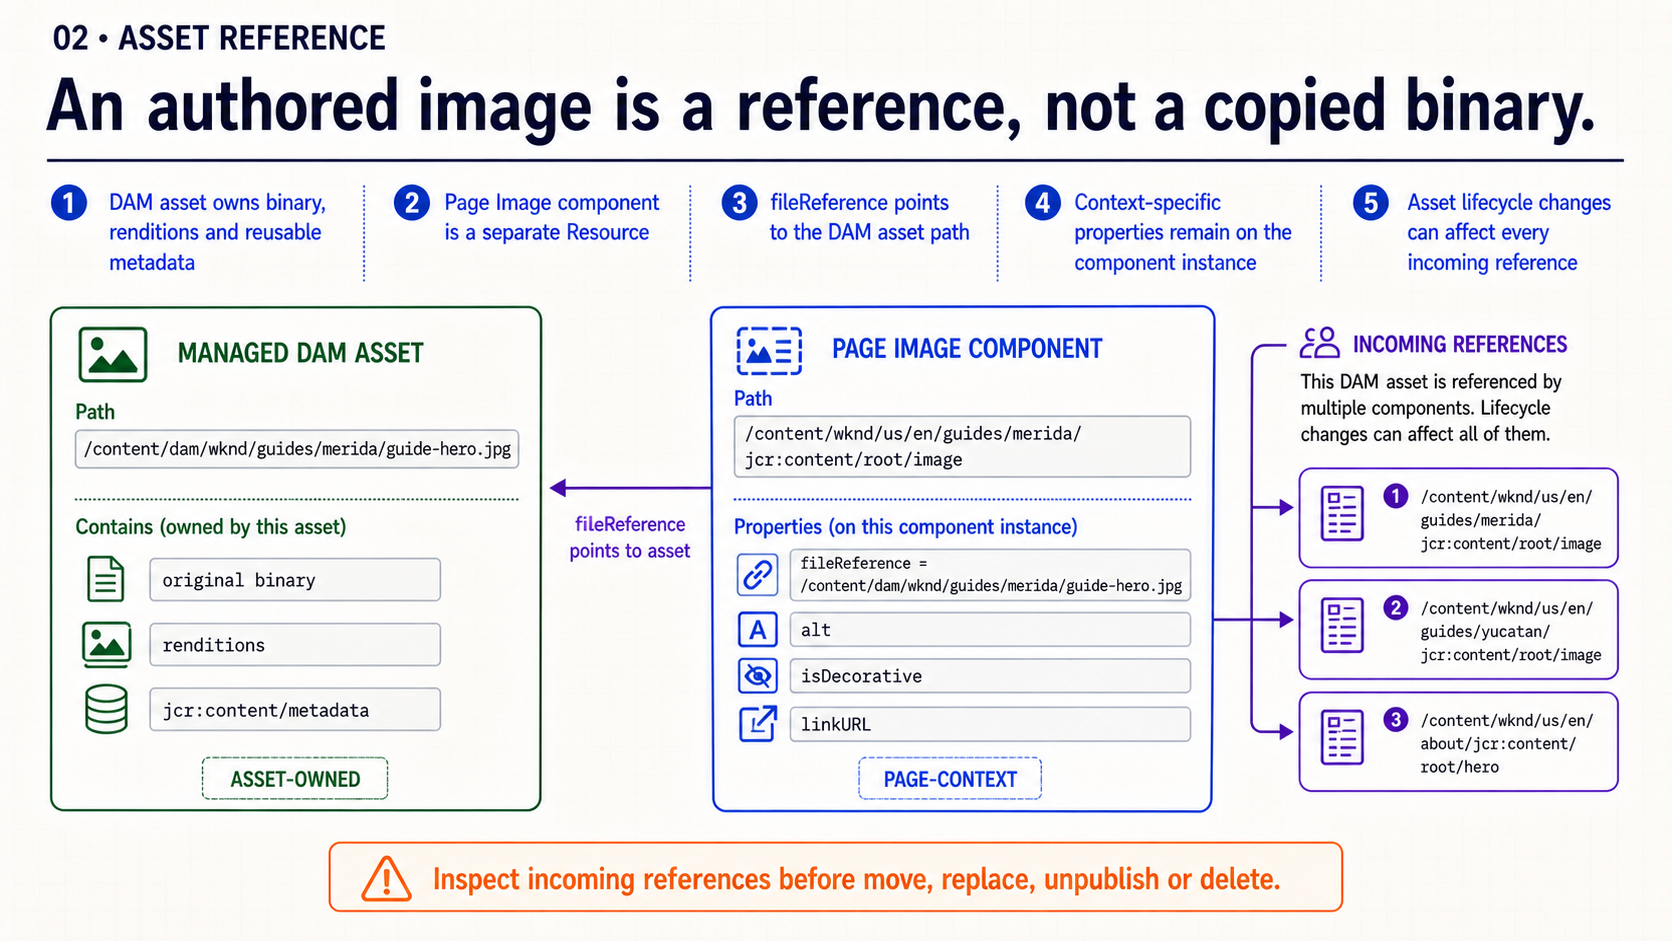 02 • ASSET REFERENCE
An authored image is a reference, not a copied binary.
1
DAM asset owns binary,
renditions and reusable
metadata
2
Page Image component
is a separate Resource
3
fileReference points
to the DAM asset path
4
Context-specific
properties remain on the
component instance
5
Asset lifecycle changes
can affect every
incoming reference
MANAGED DAM ASSET
Path
/content/dam/wknd/guides/merida/guide-hero.jpg
Contains (owned by this asset)
original binary
renditions
jcr:content/metadata
ASSET-OWNED
fileReference
points to asset
PAGE IMAGE COMPONENT
Path
/content/wknd/us/en/guides/merida/
jcr:content/root/image
Properties (on this component instance)
fileReference =
/content/dam/wknd/guides/merida/guide-hero.jpg
A
alt
isDecorative
linkURL
PAGE-CONTEXT
INCOMING REFERENCES
This DAM asset is referenced by
multiple components. Lifecycle
changes can affect all of them.
1
/content/wknd/us/en/
guides/merida/
jcr:content/root/image
2
/content/wknd/us/en/
guides/yucatan/
jcr:content/root/image
3
/content/wknd/us/en/
about/jcr:content/
root/hero
Inspect incoming references before move, replace, unpublish or delete.